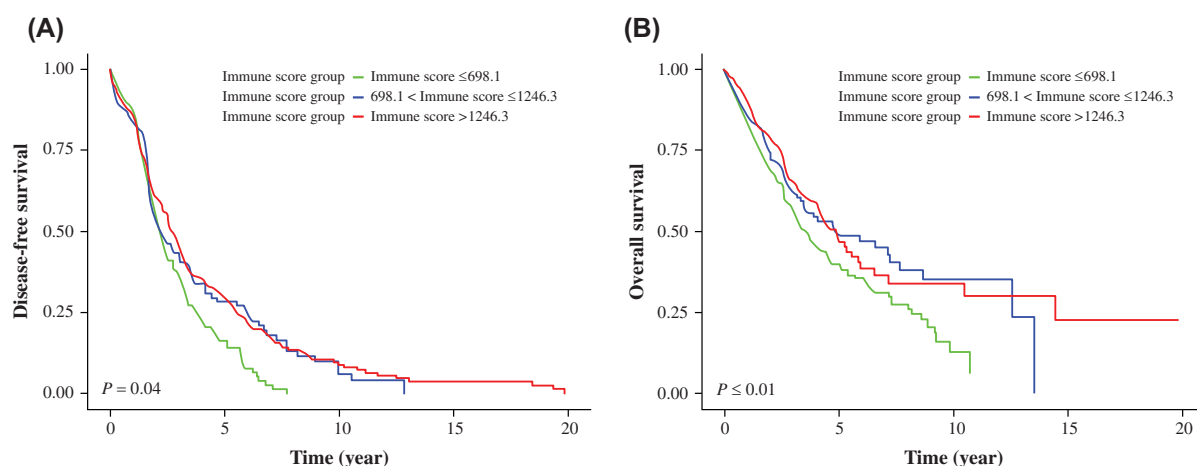 (A)
1.00
0.75
0.50
0.25
0.00
Disease-free survival
Immune score group Immune score ≤698.1
Immune score group 698.1 < Immune score ≤1246.3
Immune score group Immune score >1246.3
P = 0.04
0 5 10 15 20
Time (year)
(B)
1.00
0.75
0.50
0.25
0.00
Overall survival
Immune score group Immune score ≤698.1
Immune score group 698.1 < Immune score ≤1246.3
Immune score group Immune score >1246.3
P ≤ 0.01
0 5 10 15 20
Time (year)